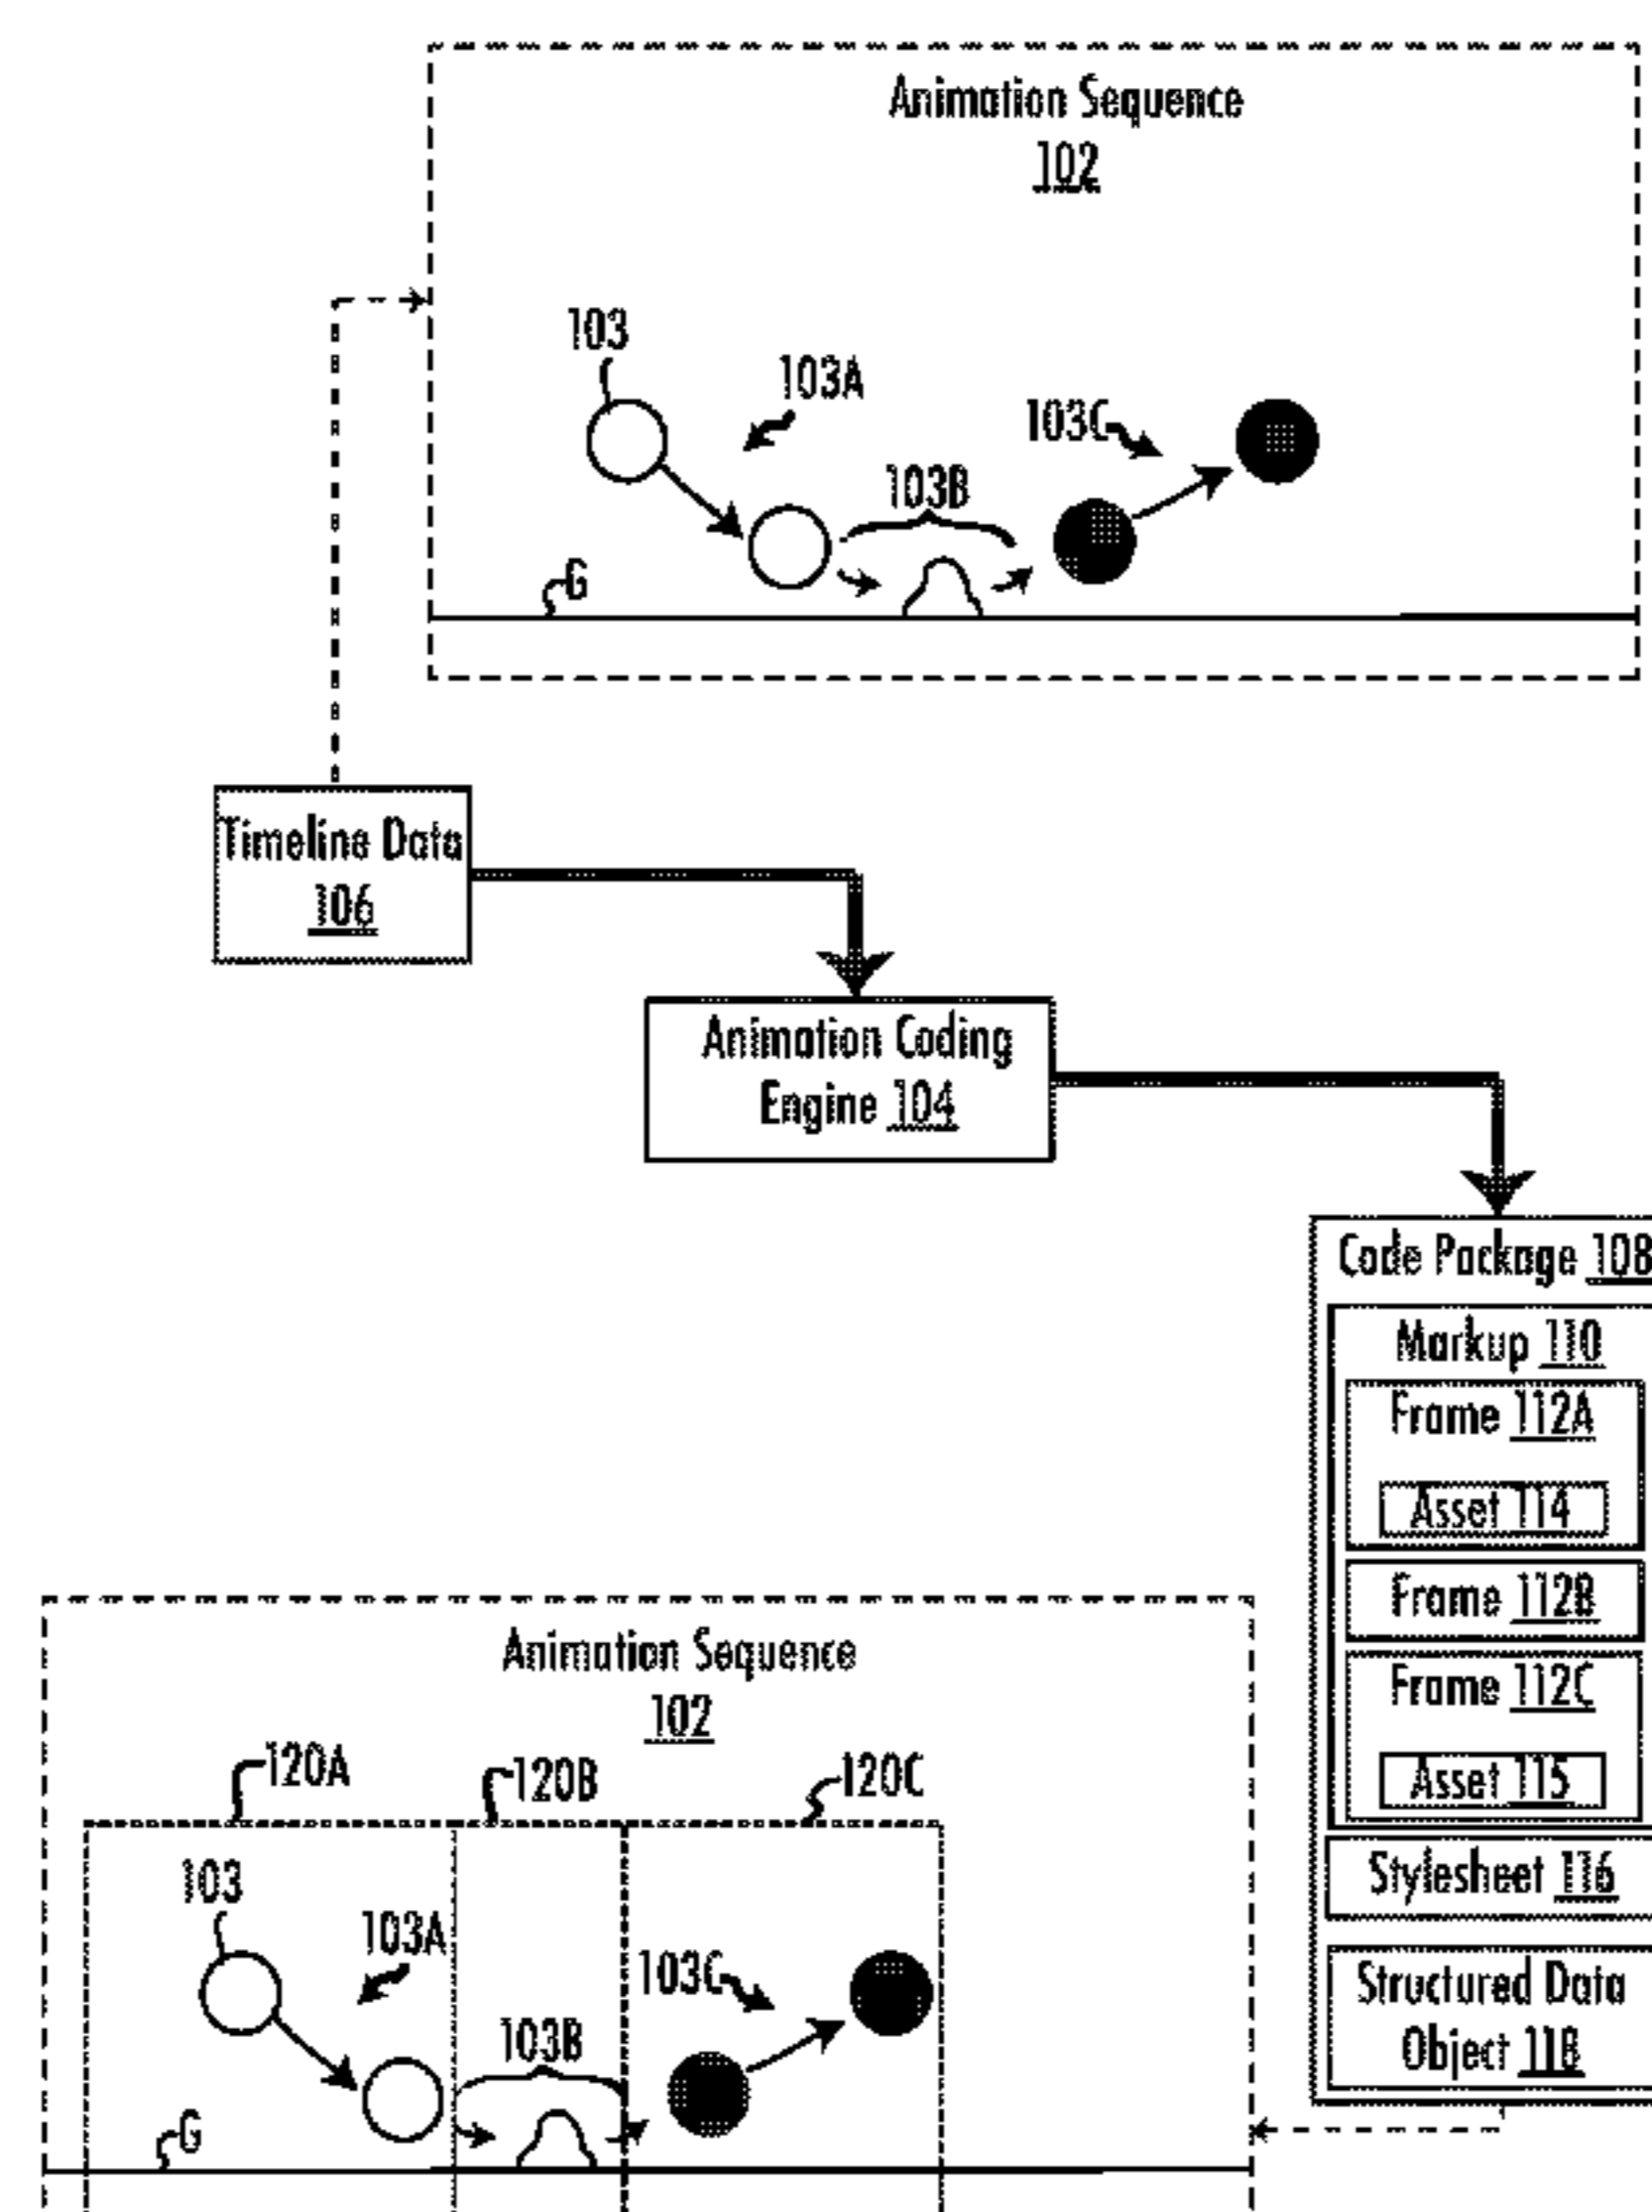 Animation Sequence
102
103
103A
103B
103C
G
Timeline Data
106
Animation Coding
Engine 104
Code Package 108
Markup 110
Frame 112A
Asset 114
Frame 112B
Frame 112C
Asset 115
Stylesheet 116
Structured Data
Object 118
Animation Sequence
102
120A
120B
120C
103
103A
103B
103C
G